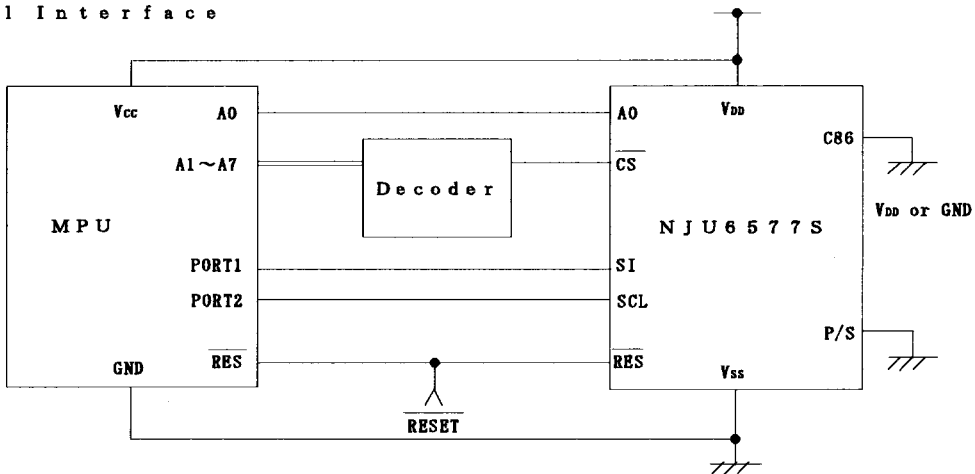 l Interface
Vcc
A0
A0
VDD
C86
A1~A7
Decoder
CS
VDD or GND
MPU
NJU6577S
PORT1
SI
PORT2
SCL
P/S
RES
RES
GND
Vss
RESET